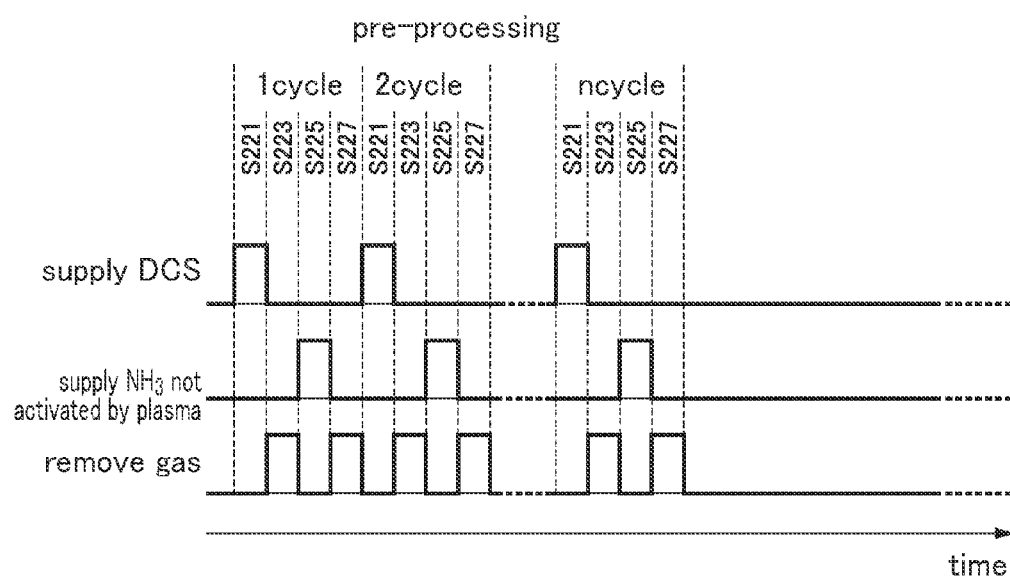 pre-processing
1cycle 2cycle ncycle
S221 S223 S225 S227 S221 S223 S225 S227 S221 S223 S225 S227
supply DCS
supply NH₃ not
activated by plasma
remove gas
time